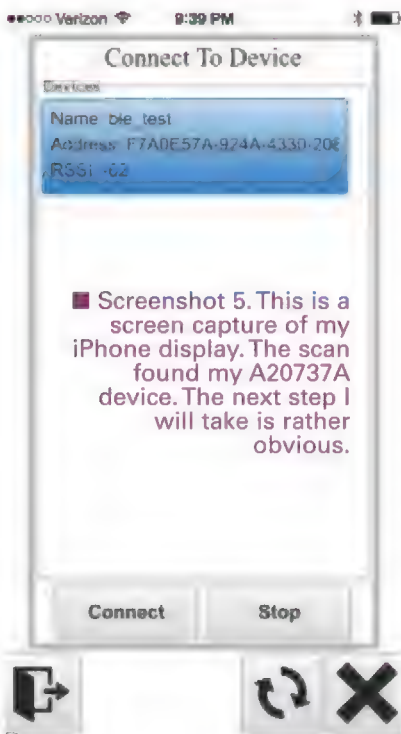 Verizon 9:39 PM
Connect To Device
Devices
Name ble test
Address F7A0E57A-924A-4330-20
RSSI -62
Screenshot 5. This is a
screen capture of my
iPhone display. The scan
found my A20737A
device. The next step I
will take is rather
obvious.
Connect Stop